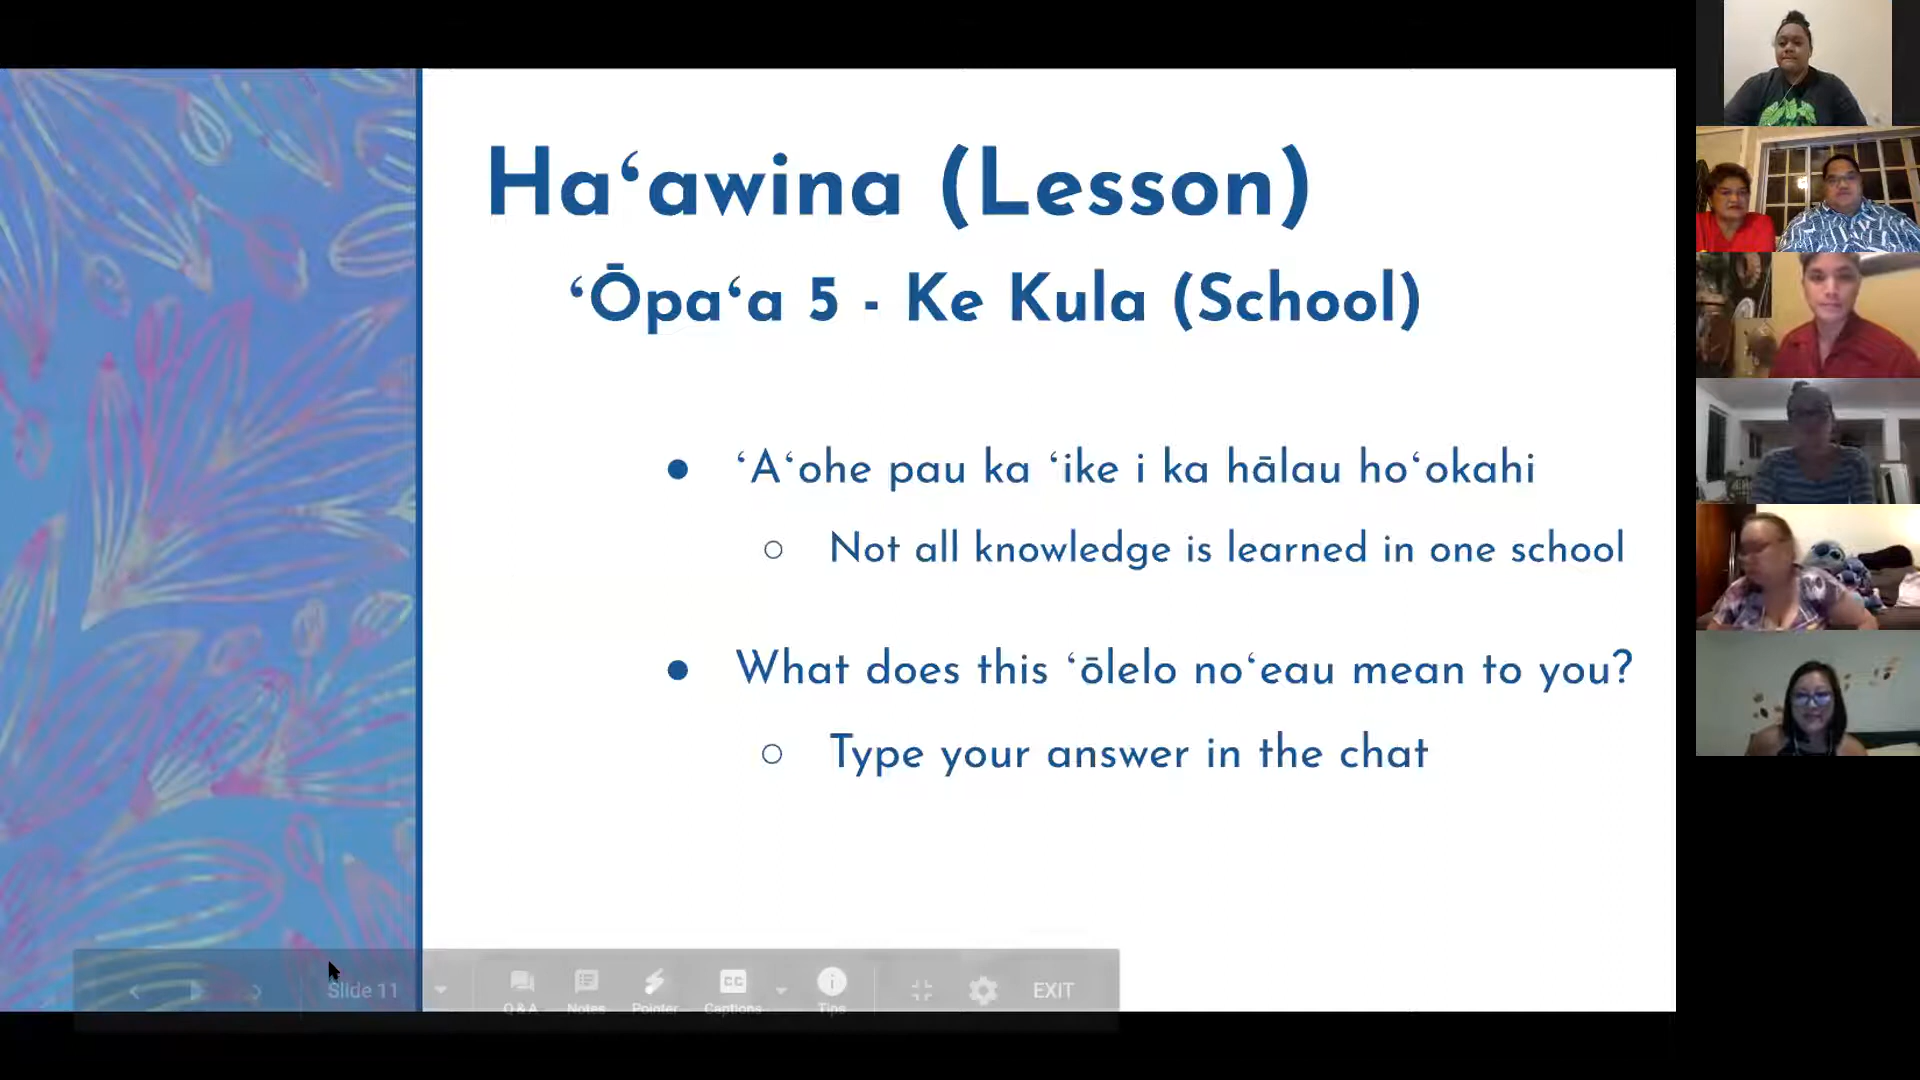 Haʻawina (Lesson)
ʻŌpaʻa 5 - Ke Kula (School)
● ʻAʻohe pau ka ʻike i ka hālau hoʻokahi
○ Not all knowledge is learned in one school
● What does this ʻōlelo noʻeau mean to you?
○ Type your answer in the chat
Slide 11
Q&A Notes Pointer CC Captions Tips EXIT